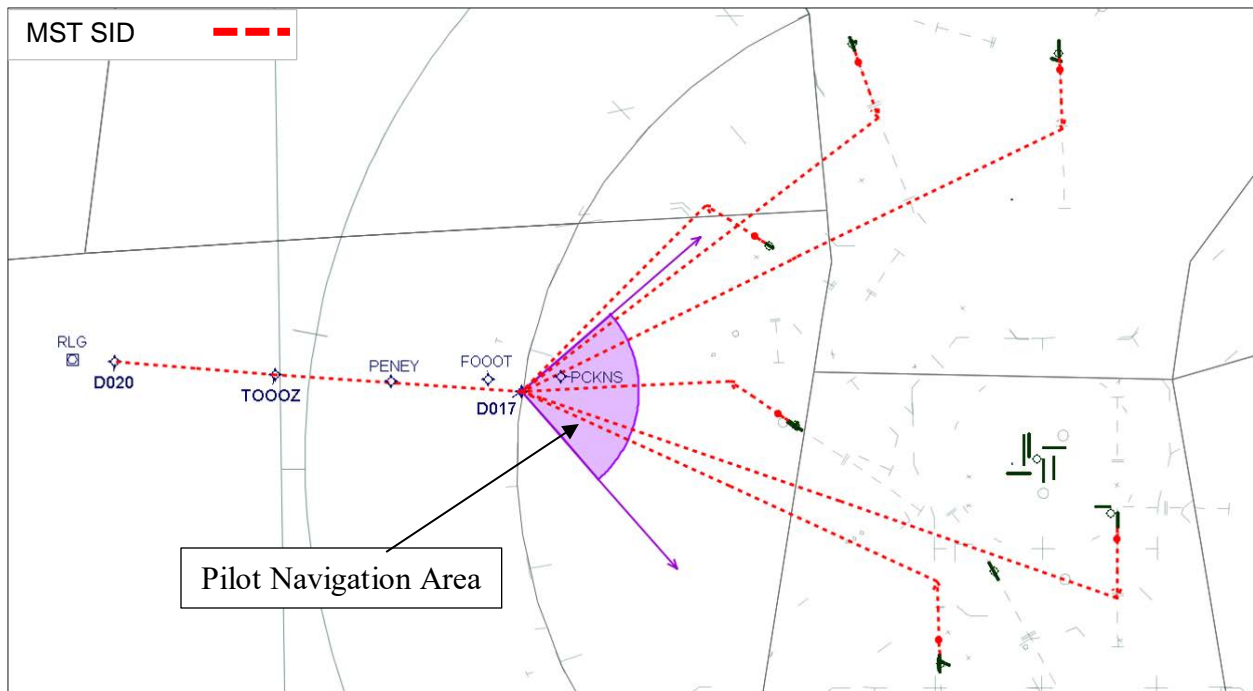 MST SID
RLG
D020
TOOOZ
PENEY
FOOOT
D017
PCKNS
Pilot Navigation Area